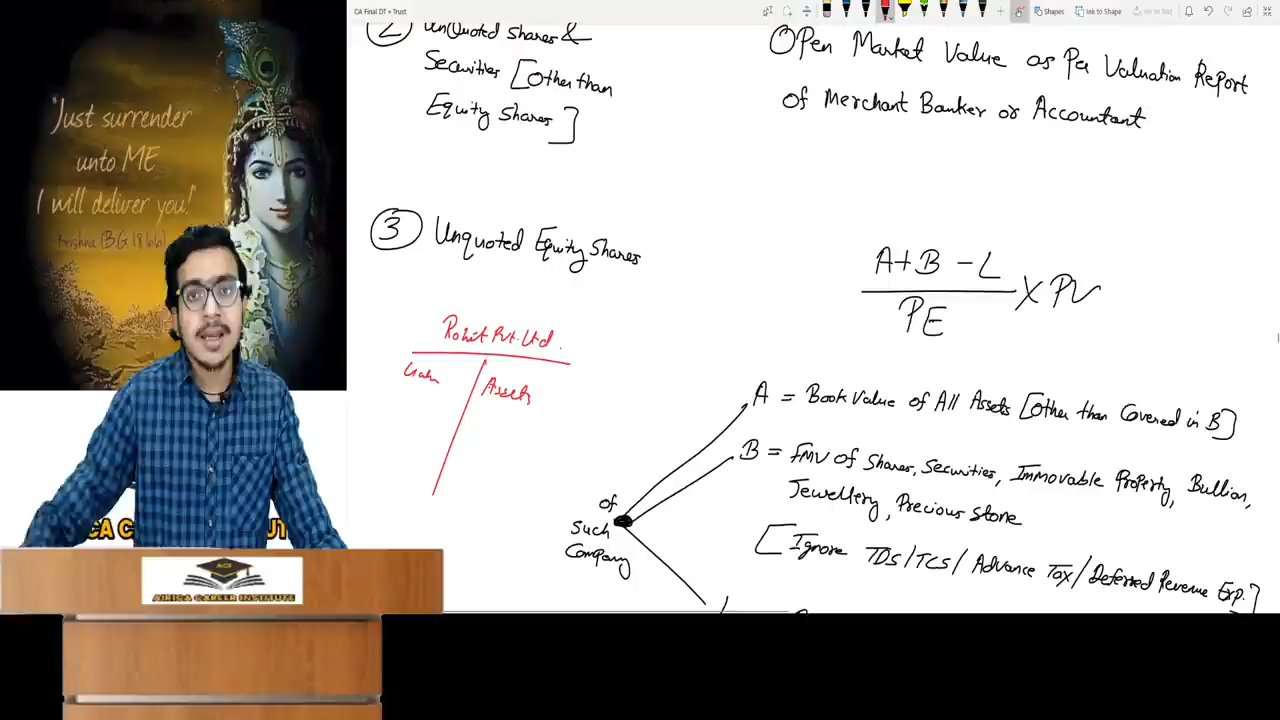 CA Final DT + Trust
Shapes
Ink to Shape
Ink to Text
"Just surrender
unto ME
I will deliver you!"
Krishna (BG 18:66)
2 UnQuoted Shares &
Securities [Other than
Equity Shares]
Open Market Value as Per Valuation Report
of Merchant Banker or Accountant
3 Unquoted Equity Shares
A+B-L
PE
X PV
Rohit Pvt. Ltd.
Assets
A = Book Value of All Assets [Other than Covered in B]
B = FMV of Shares, Securities, Immovable Property, Bullion,
Jewellery, Precious Stone
of
Such
Company
[Ignore TDS/TCS/Advance Tax/Deferred Revenue Exp.]
L
ACI
AIRICA CAREER INSTITUTE